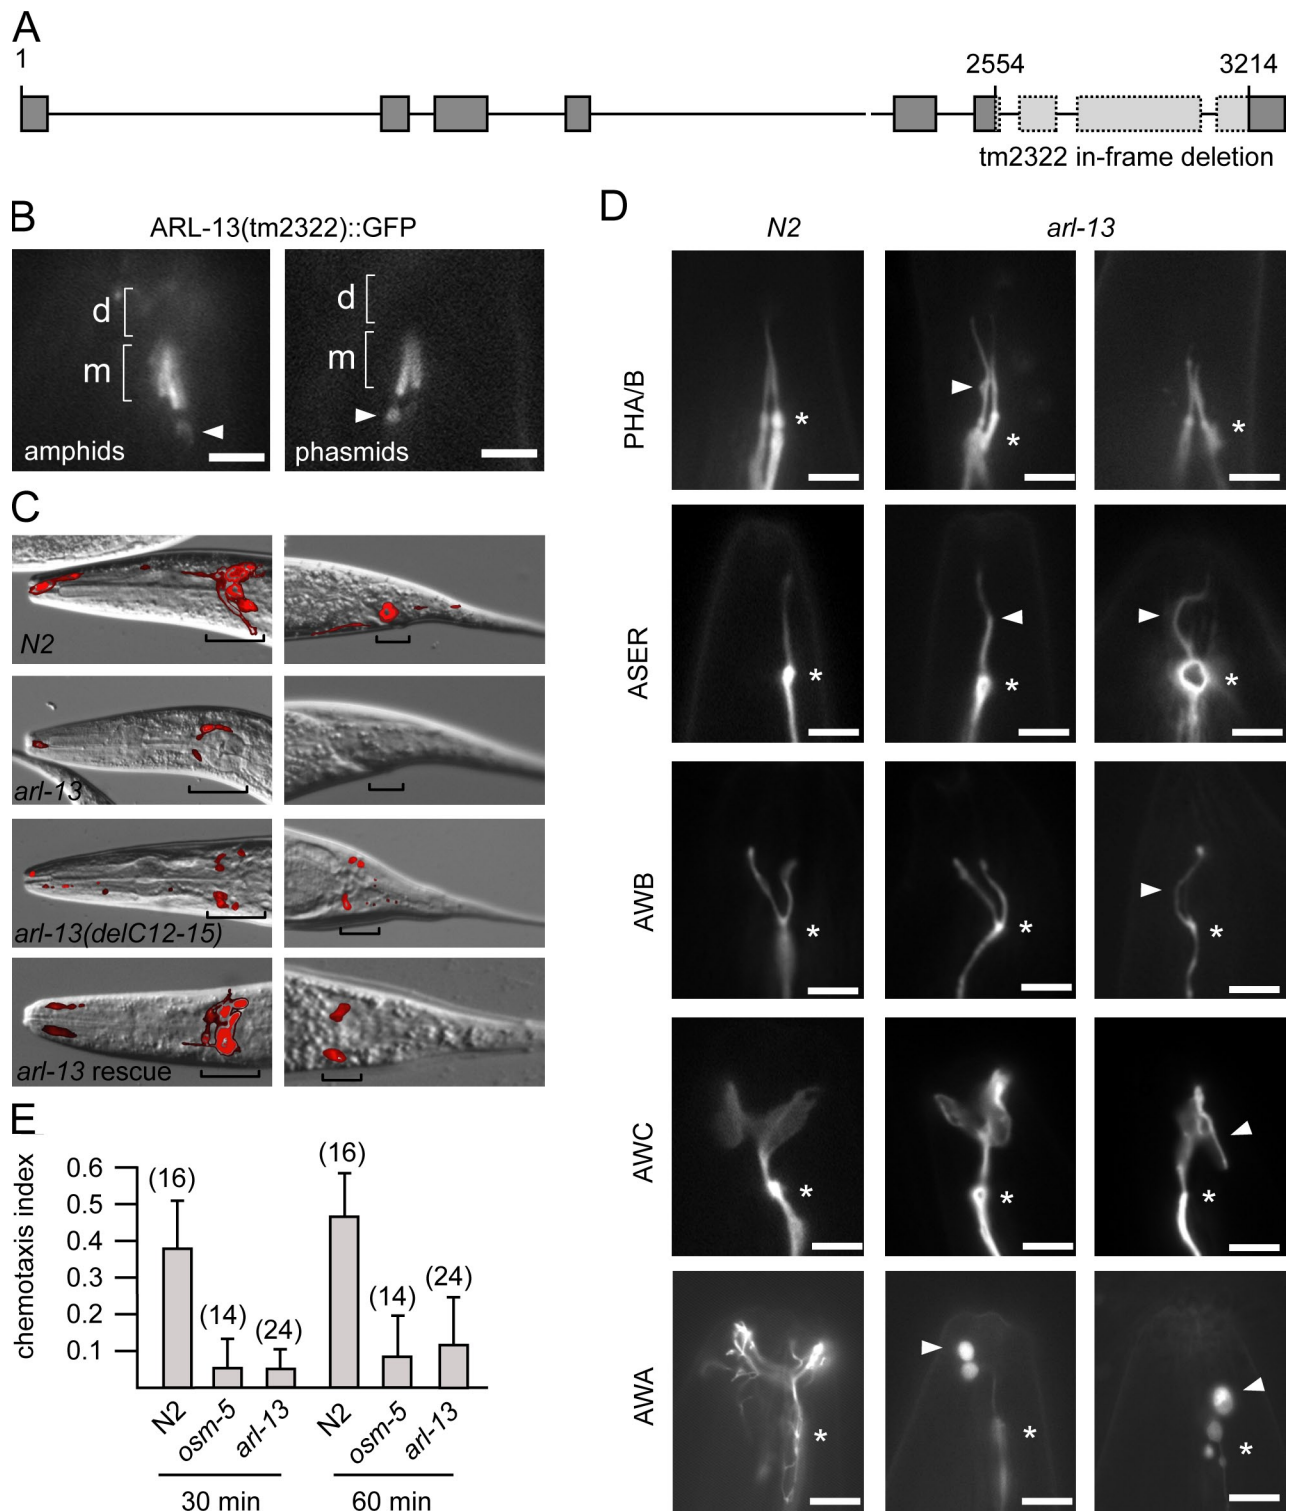 A
1
2554
3214
tm2322 in-frame deletion
B
ARL-13(tm2322)::GFP
d
m
amphids
d
m
phasmids
C
N2
arl-13
arl-13(delC12-15)
arl-13 rescue
D
N2
arl-13
PHA/B
*
*
*
ASER
*
*
*
AWB
*
*
*
AWC
*
*
*
AWA
*
*
*
E
chemotaxis index
0.6
0.5
0.4
0.3
0.2
0.1
(16)
(14)
(24)
(16)
(14)
(24)
N2
osm-5
arl-13
N2
osm-5
arl-13
30 min
60 min